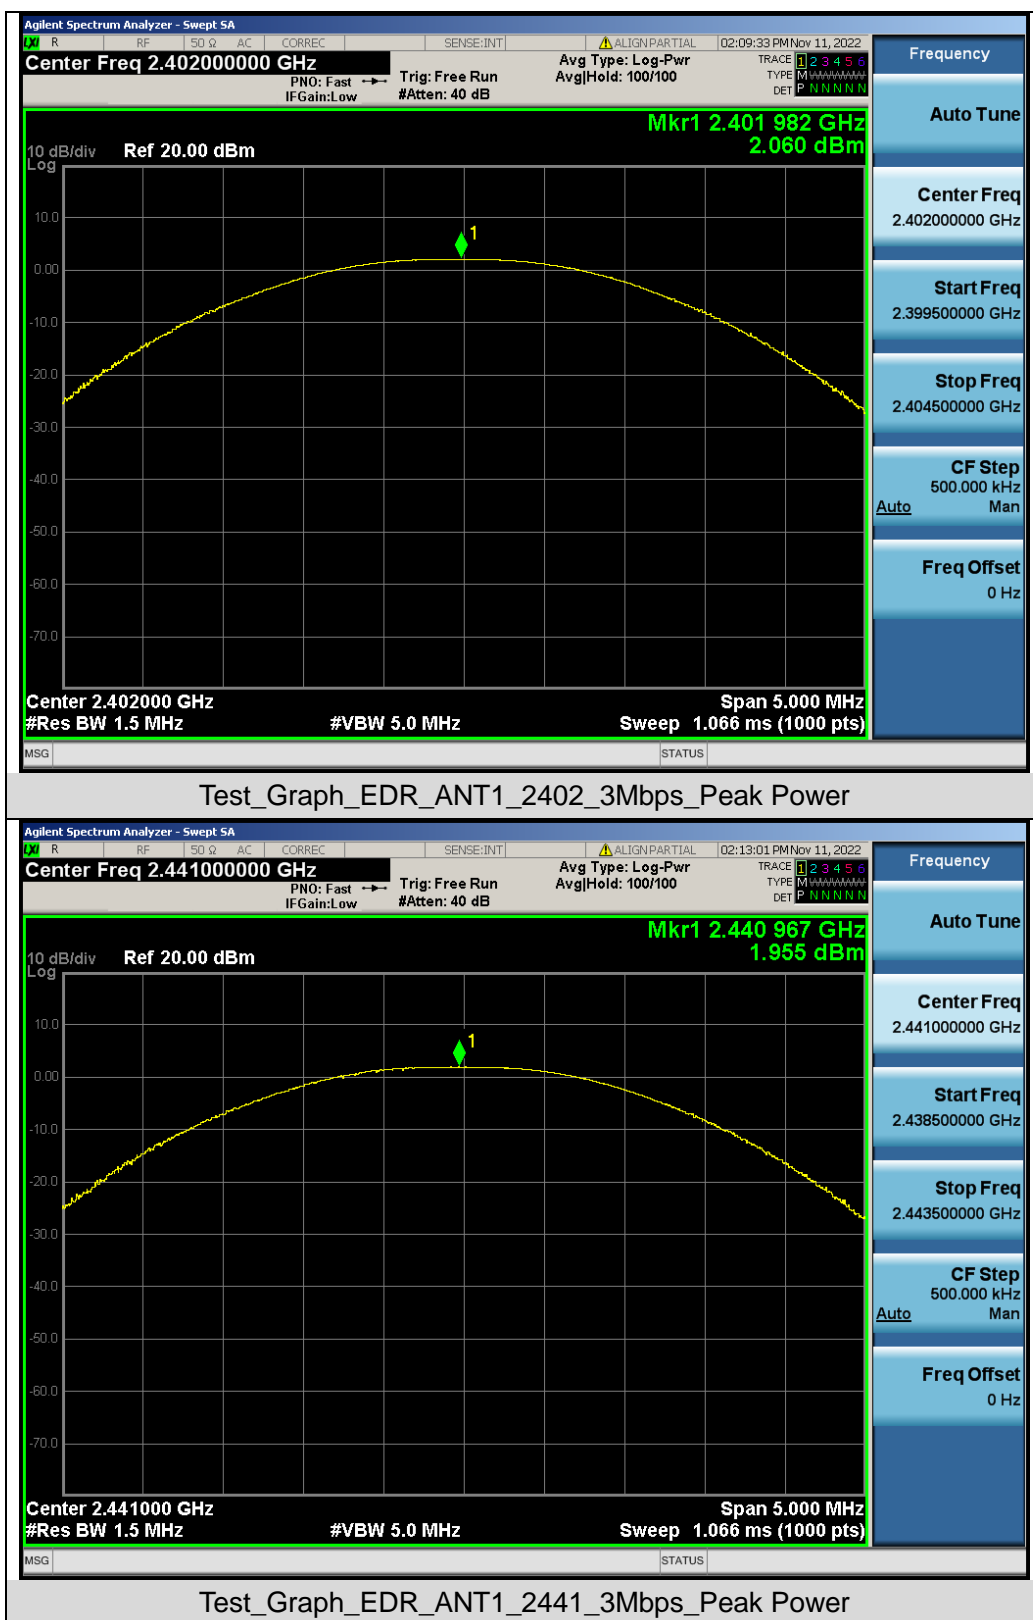 Agilent Spectrum Analyzer - Swept SA
LXI R RF 50 Ω AC CORREC SENSE:INT ALIGN PARTIAL 02:09:33 PM Nov 11, 2022
Center Freq 2.402000000 GHz
PNO: Fast
IFGain:Low
Trig: Free Run
#Atten: 40 dB
Avg Type: Log-Pwr
Avg|Hold: 100/100
TRACE 1 2 3 4 5 6
TYPE M WWWWW
DET P N N N N N
Mkr1 2.401 982 GHz
2.060 dBm
10 dB/div Ref 20.00 dBm
Log
10.0
1
0.00
-10.0
-20.0
-30.0
-40.0
-50.0
-60.0
-70.0
Center 2.402000 GHz Span 5.000 MHz
#Res BW 1.5 MHz #VBW 5.0 MHz Sweep 1.066 ms (1000 pts)
MSG STATUS
Frequency
Auto Tune
Center Freq
2.402000000 GHz
Start Freq
2.399500000 GHz
Stop Freq
2.404500000 GHz
CF Step
500.000 kHz
Auto Man
Freq Offset
0 Hz
Test_Graph_EDR_ANT1_2402_3Mbps_Peak Power
Agilent Spectrum Analyzer - Swept SA
LXI R RF 50 Ω AC CORREC SENSE:INT ALIGN PARTIAL 02:13:01 PM Nov 11, 2022
Center Freq 2.441000000 GHz
PNO: Fast
IFGain:Low
Trig: Free Run
#Atten: 40 dB
Avg Type: Log-Pwr
Avg|Hold: 100/100
TRACE 1 2 3 4 5 6
TYPE M WWWWW
DET P N N N N N
Mkr1 2.440 967 GHz
1.955 dBm
10 dB/div Ref 20.00 dBm
Log
10.0
1
0.00
-10.0
-20.0
-30.0
-40.0
-50.0
-60.0
-70.0
Center 2.441000 GHz Span 5.000 MHz
#Res BW 1.5 MHz #VBW 5.0 MHz Sweep 1.066 ms (1000 pts)
MSG STATUS
Frequency
Auto Tune
Center Freq
2.441000000 GHz
Start Freq
2.438500000 GHz
Stop Freq
2.443500000 GHz
CF Step
500.000 kHz
Auto Man
Freq Offset
0 Hz
Test_Graph_EDR_ANT1_2441_3Mbps_Peak Power